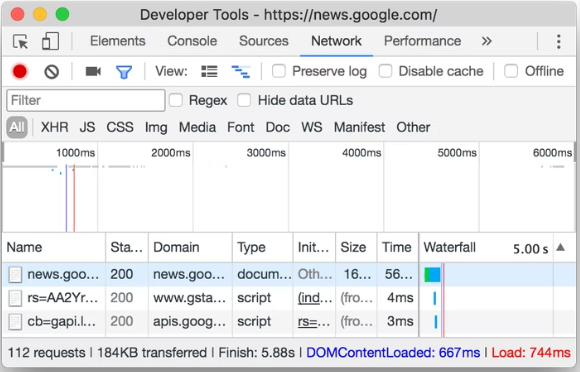 Developer Tools - https://news.google.com/
Elements Console Sources Network Performance »
View: Preserve log Disable cache Offline
Filter Regex Hide data URLs
All XHR JS CSS Img Media Font Doc WS Manifest Other
1000ms 2000ms 3000ms 4000ms 5000ms 6000ms
Name Sta... Domain Type Init... Size Time Waterfall 5.00 s ▲
news.goo... 200 news.goo... docum... Oth... 16... 56...
rs=AA2Yr... 200 www.gsta... script (ind... (fro... 4ms
cb=gapi.l... 200 apis.goog... script rs=... (fro... 3ms
112 requests | 184KB transferred | Finish: 5.88s | DOMContentLoaded: 667ms | Load: 744ms